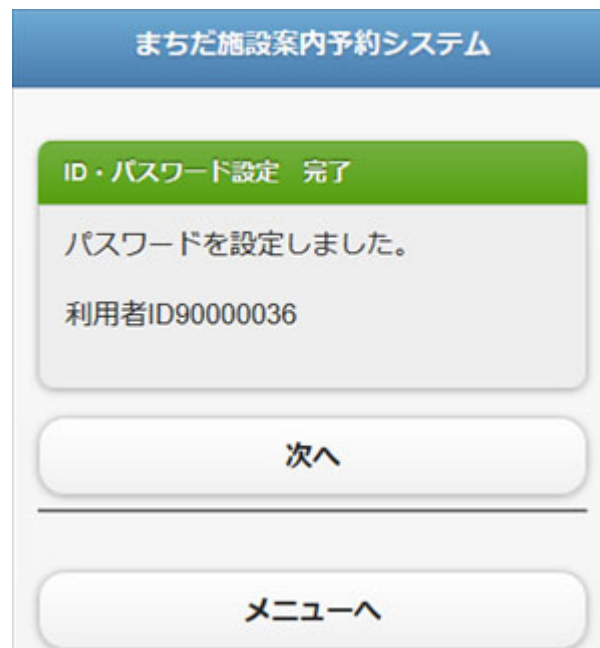 まちだ施設案内予約システム
ID・パスワード設定　完了
パスワードを設定しました。
利用者ID90000036
次へ
メニューへ